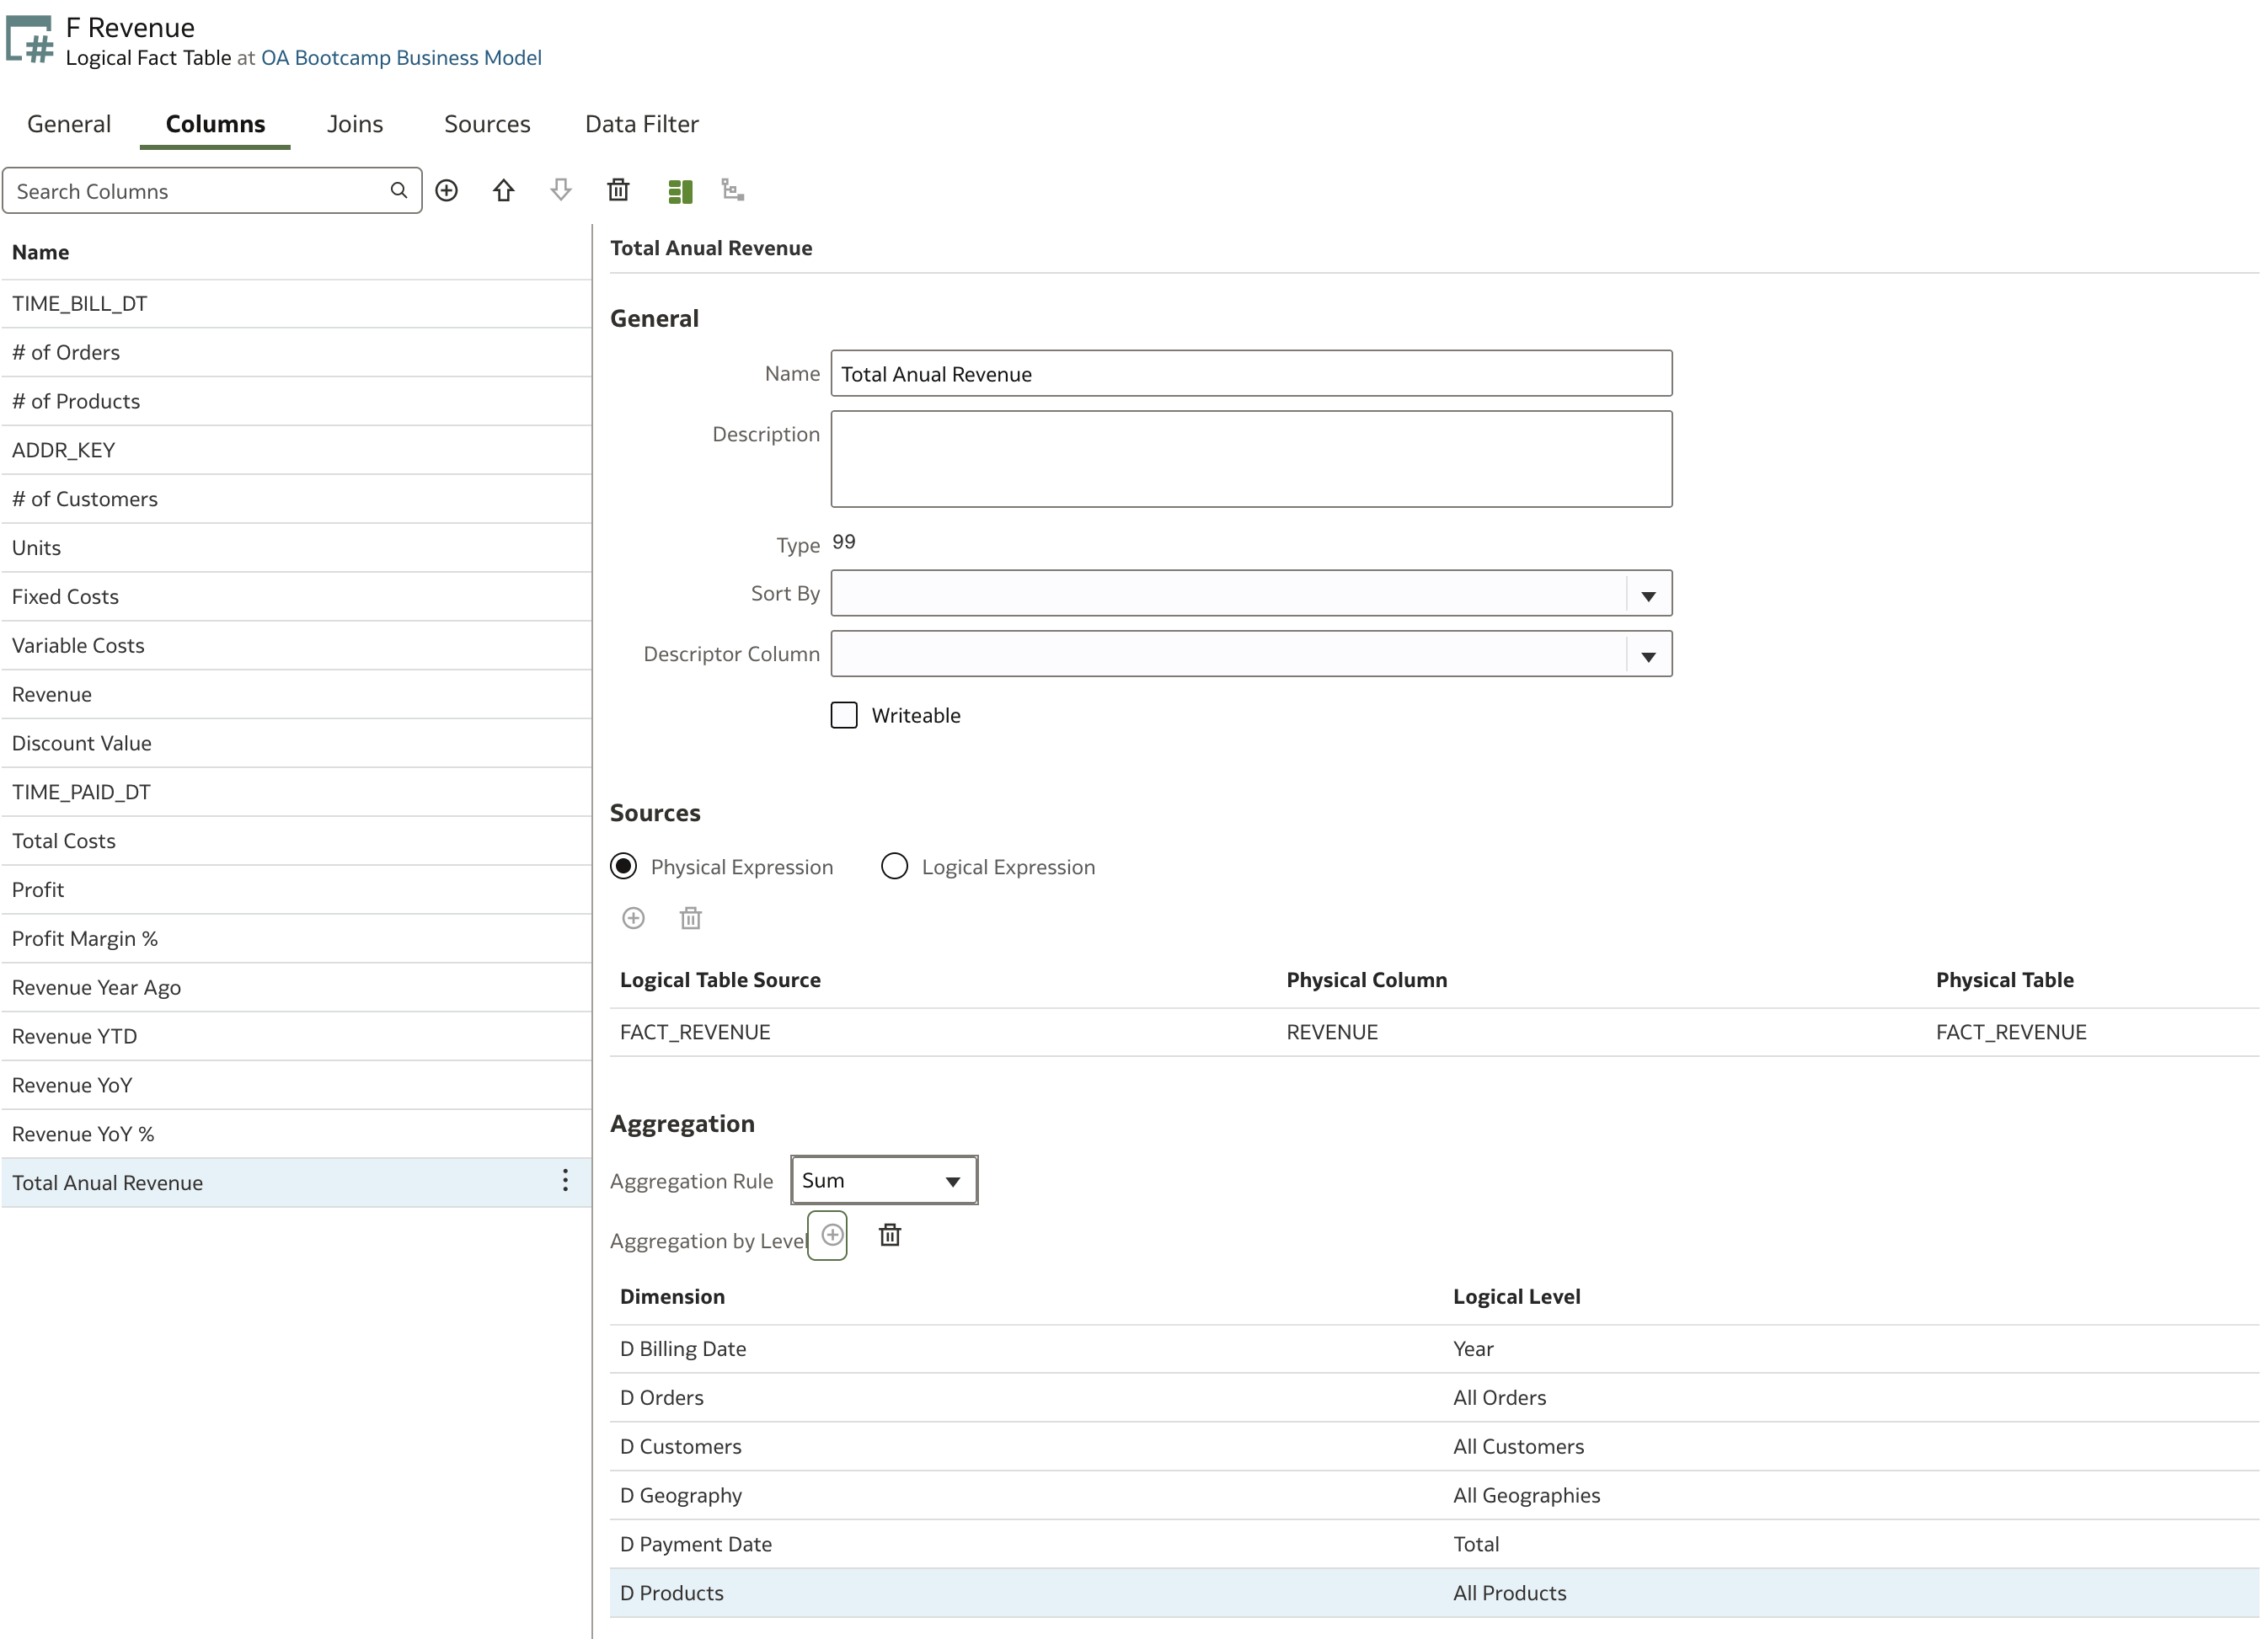 F Revenue
Logical Fact Table at OA Bootcamp Business Model
General Columns Joins Sources Data Filter
Search Columns
Name
TIME_BILL_DT
# of Orders
# of Products
ADDR_KEY
# of Customers
Units
Fixed Costs
Variable Costs
Revenue
Discount Value
TIME_PAID_DT
Total Costs
Profit
Profit Margin %
Revenue Year Ago
Revenue YTD
Revenue YoY
Revenue YoY %
Total Anual Revenue
Total Anual Revenue
General
Name Total Anual Revenue
Description
Type 99
Sort By
Descriptor Column
Writeable
Sources
Physical Expression Logical Expression
Logical Table Source Physical Column Physical Table
FACT_REVENUE REVENUE FACT_REVENUE
Aggregation
Aggregation Rule Sum
Aggregation by Level
Dimension Logical Level
D Billing Date Year
D Orders All Orders
D Customers All Customers
D Geography All Geographies
D Payment Date Total
D Products All Products